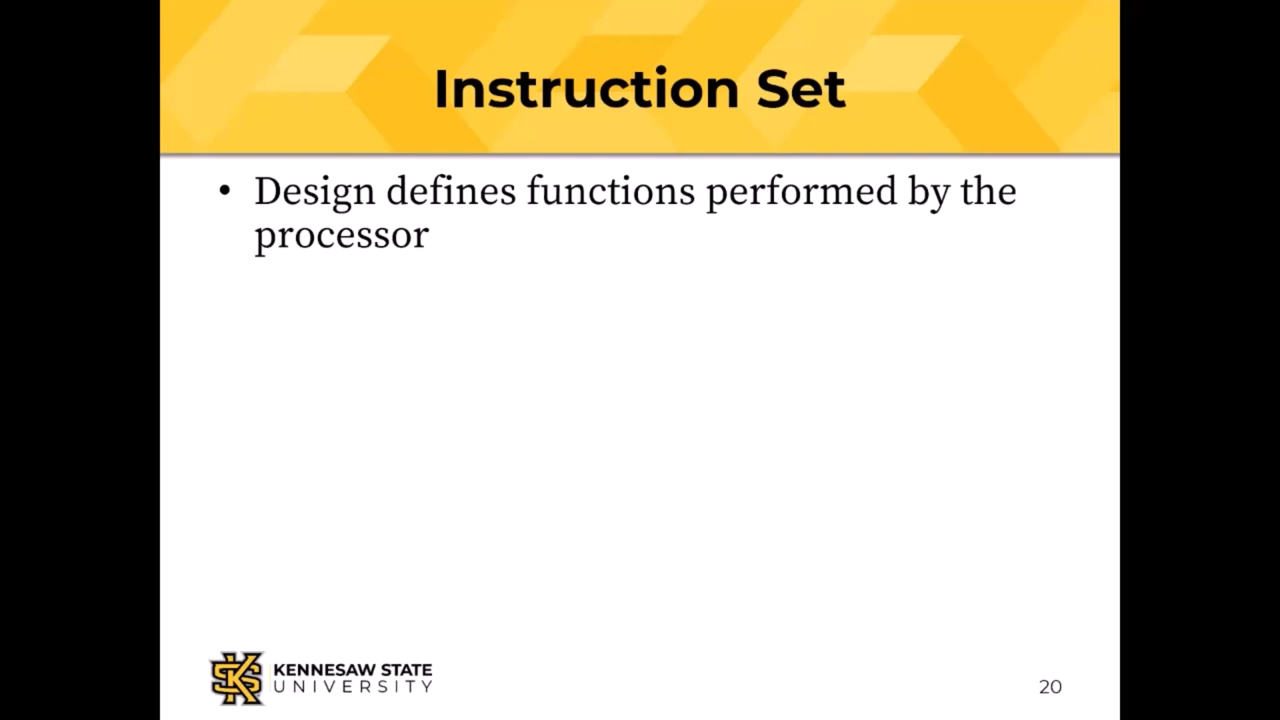 Instruction Set
• Design defines functions performed by the
processor
KENNESAW STATE
UNIVERSITY
20